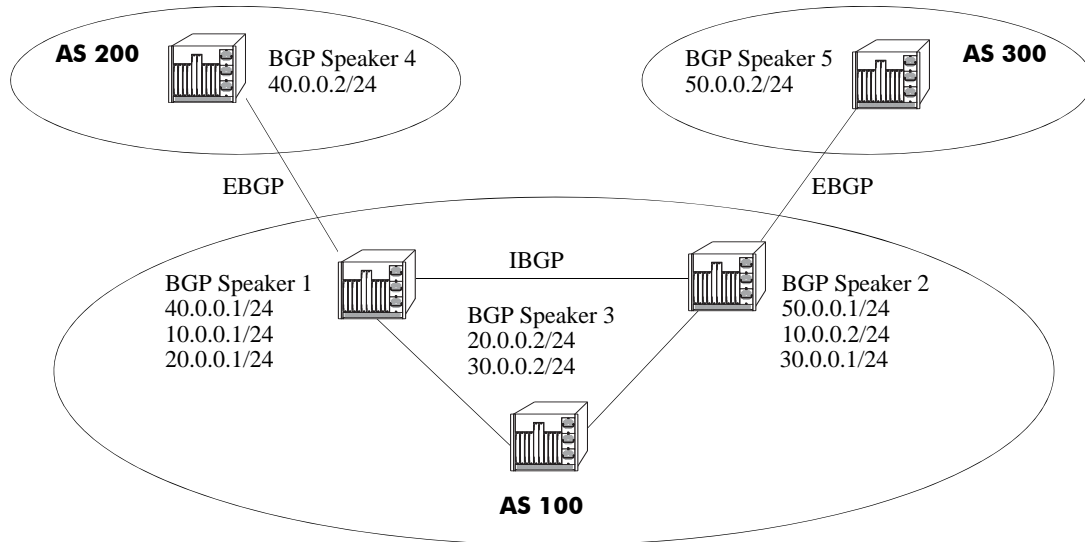 AS 200
BGP Speaker 4
40.0.0.2/24
BGP Speaker 5
50.0.0.2/24
AS 300
EBGP
EBGP
IBGP
BGP Speaker 1
40.0.0.1/24
10.0.0.1/24
20.0.0.1/24
BGP Speaker 3
20.0.0.2/24
30.0.0.2/24
BGP Speaker 2
50.0.0.1/24
10.0.0.2/24
30.0.0.1/24
AS 100